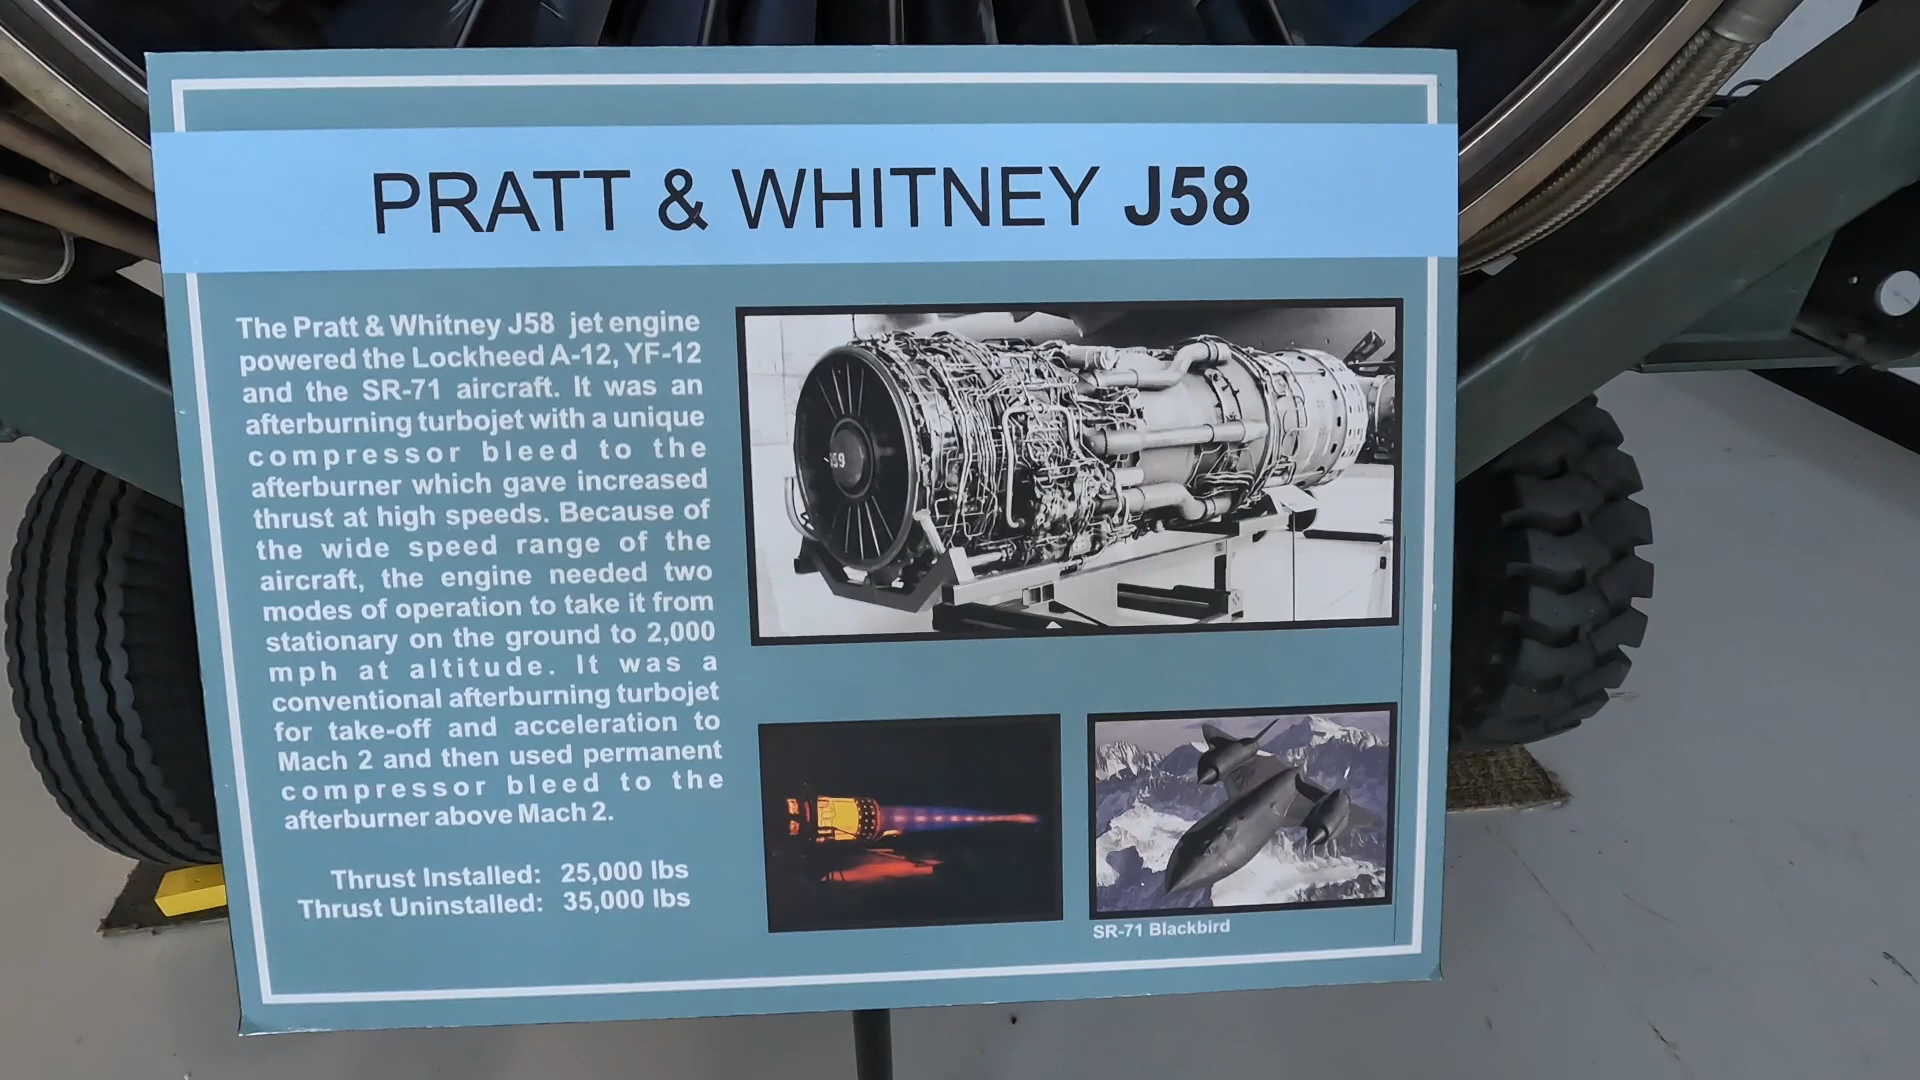 PRATT & WHITNEY J58
The Pratt & Whitney J58 jet engine
powered the Lockheed A-12, YF-12
and the SR-71 aircraft. It was an
afterburning turbojet with a unique
compressor bleed to the
afterburner which gave increased
thrust at high speeds. Because of
the wide speed range of the
aircraft, the engine needed two
modes of operation to take it from
stationary on the ground to 2,000
mph at altitude. It was a
conventional afterburning turbojet
for take-off and acceleration to
Mach 2 and then used permanent
compressor bleed to the
afterburner above Mach 2.
Thrust Installed: 25,000 lbs
Thrust Uninstalled: 35,000 lbs
SR-71 Blackbird